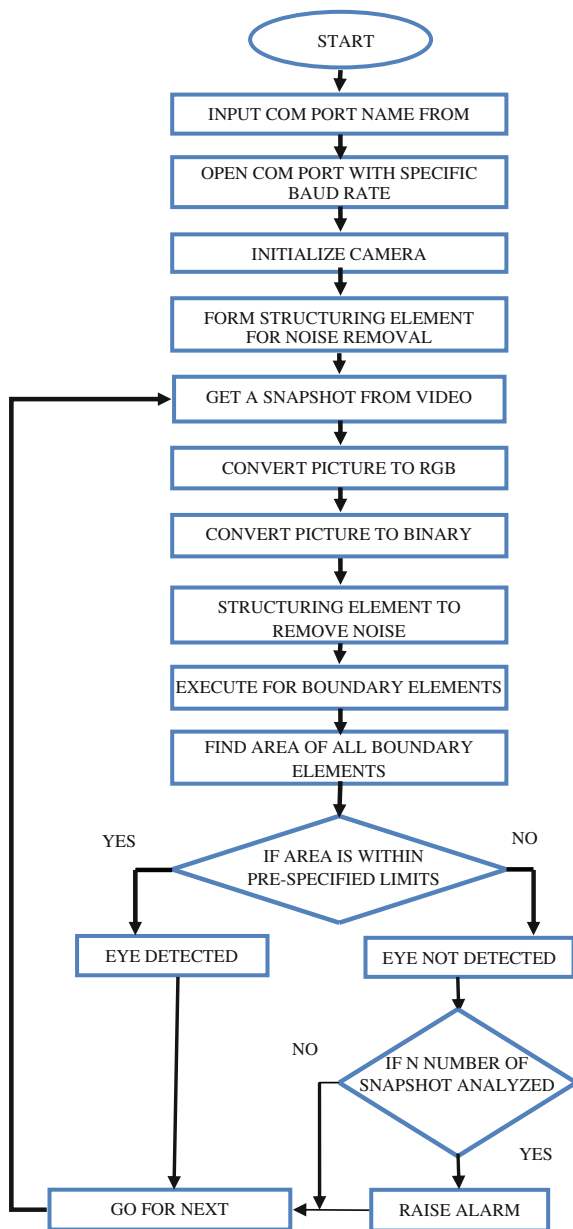 START
INPUT COM PORT NAME FROM
OPEN COM PORT WITH SPECIFIC
BAUD RATE
INITIALIZE CAMERA
FORM STRUCTURING ELEMENT
FOR NOISE REMOVAL
GET A SNAPSHOT FROM VIDEO
CONVERT PICTURE TO RGB
CONVERT PICTURE TO BINARY
STRUCTURING ELEMENT TO
REMOVE NOISE
EXECUTE FOR BOUNDARY ELEMENTS
FIND AREA OF ALL BOUNDARY
ELEMENTS
YES
NO
IF AREA IS WITHIN
PRE-SPECIFIED LIMITS
EYE DETECTED
EYE NOT DETECTED
NO
IF N NUMBER OF
SNAPSHOT ANALYZED
YES
GO FOR NEXT
RAISE ALARM